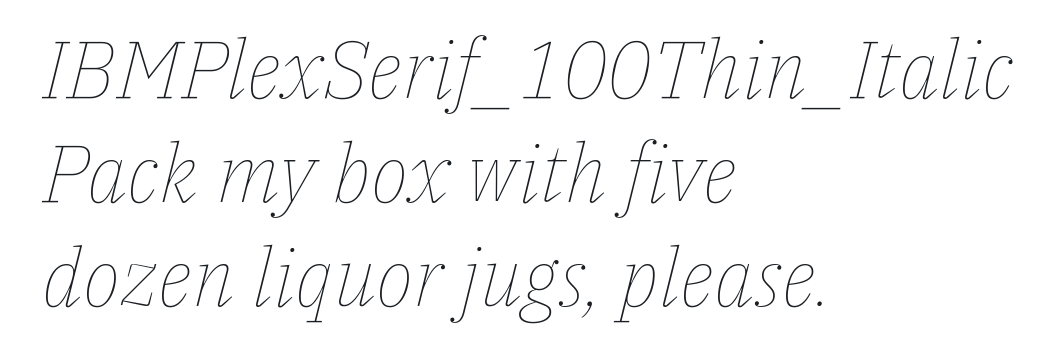 IBMPlexSerif_100Thin_Italic
Pack my box with five
dozen liquor jugs, please.